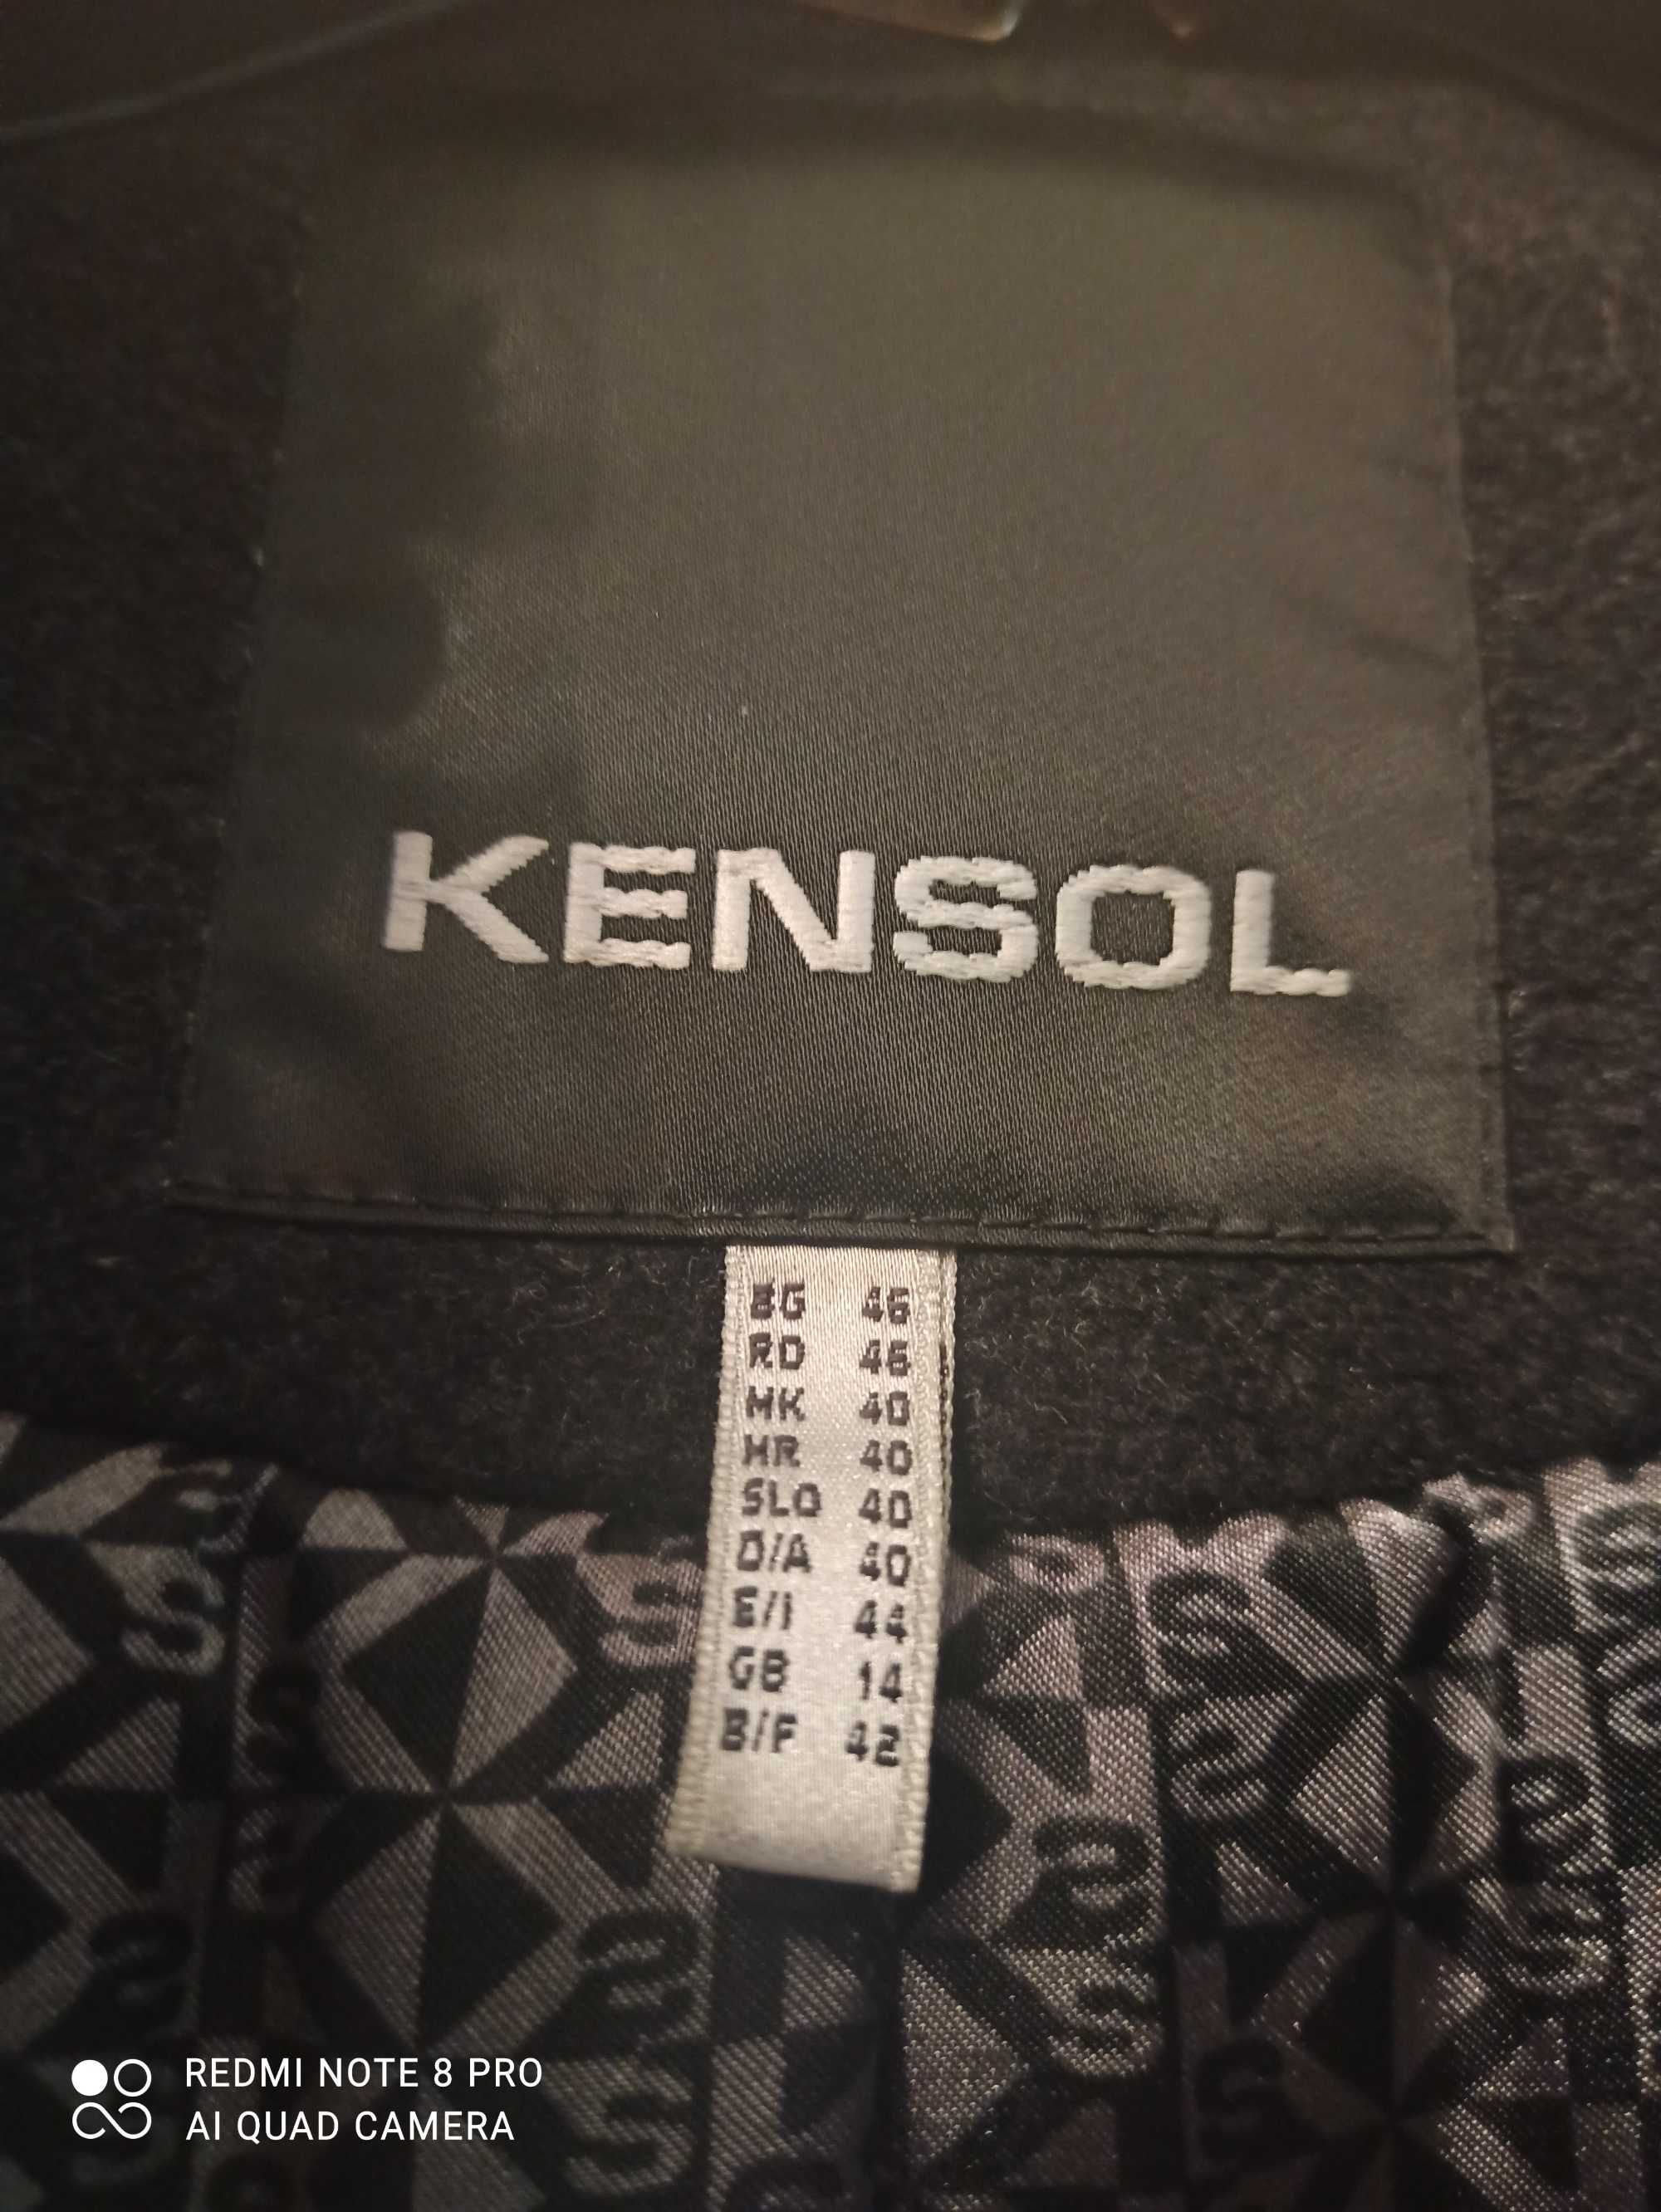 KENSOL
BG 46
RO 46
MK 40
HR 40
SLO 40
D/A 40
E/I 44
GB 14
B/F 42
REDMI NOTE 8 PRO
AI QUAD CAMERA